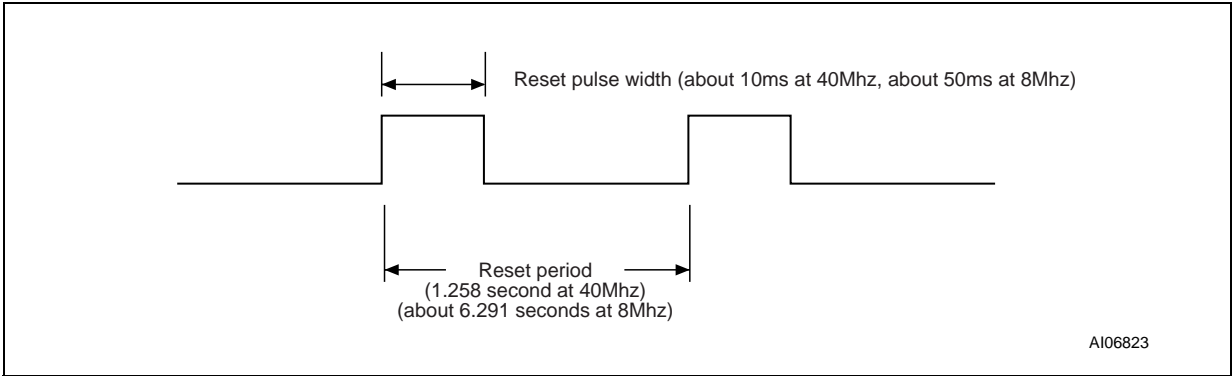 Reset pulse width (about 10ms at 40Mhz, about 50ms at 8Mhz)
Reset period
(1.258 second at 40Mhz)
(about 6.291 seconds at 8Mhz)
AI06823